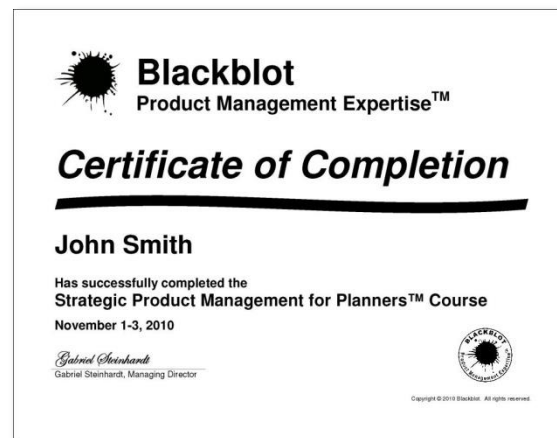 Blackblot
Product Management Expertise™
Certificate of Completion
John Smith
Has successfully completed the
Strategic Product Management for Planners™ Course
November 1-3, 2010
Gabriel Steinhardt
Gabriel Steinhardt, Managing Director
BLACKBLOT
Product Management Expertise
Copyright © 2010 Blackblot. All rights reserved.